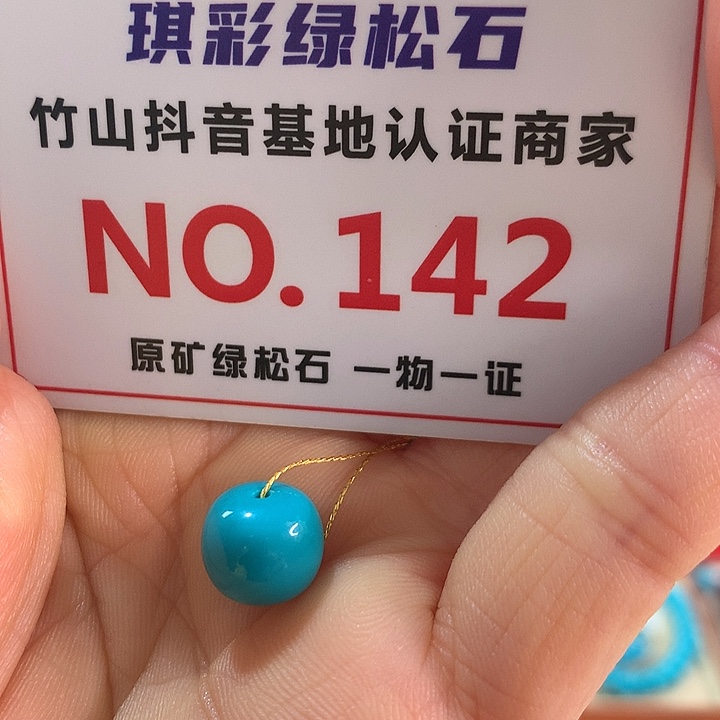 琪彩绿松石
竹山抖音基地认证商家
NO.142
原矿绿松石 一物一证